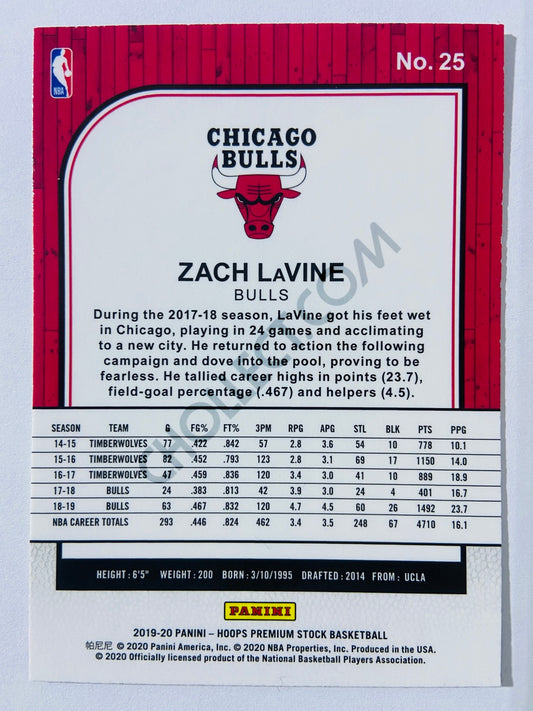 No. 25
NBA
CHICAGO
BULLS
ZACH LaVINE
BULLS
During the 2017-18 season, LaVine got his feet wet
in Chicago, playing in 24 games and acclimating
to a new city. He returned to action the following
campaign and dove into the pool, proving to be
fearless. He tallied career highs in points (23.7),
field-goal percentage (.467) and helpers (4.5).
CHOLLECT.COM
SEASON TEAM G FG% FT% 3PM RPG APG STL BLK PTS PPG
14-15 TIMBERWOLVES 77 .422 .842 57 2.8 3.6 54 10 778 10.1
15-16 TIMBERWOLVES 82 .452 .793 123 2.8 3.1 69 17 1150 14.0
16-17 TIMBERWOLVES 47 .459 .836 120 3.4 3.0 41 10 889 18.9
17-18 BULLS 24 .383 .813 42 3.9 3.0 24 4 401 16.7
18-19 BULLS 63 .467 .832 120 4.7 4.5 60 26 1492 23.7
NBA CAREER TOTALS 293 .446 .824 462 3.4 3.5 248 67 4710 16.1
HEIGHT: 6'5" WEIGHT: 200 BORN: 3/10/1995 DRAFTED: 2014 FROM: UCLA
PANINI
2019-20 PANINI – HOOPS PREMIUM STOCK BASKETBALL
帕尼尼 © 2020 Panini America, Inc. © 2020 NBA Properties, Inc. Produced in the USA.
© 2020 Officially licensed product of the National Basketball Players Association.